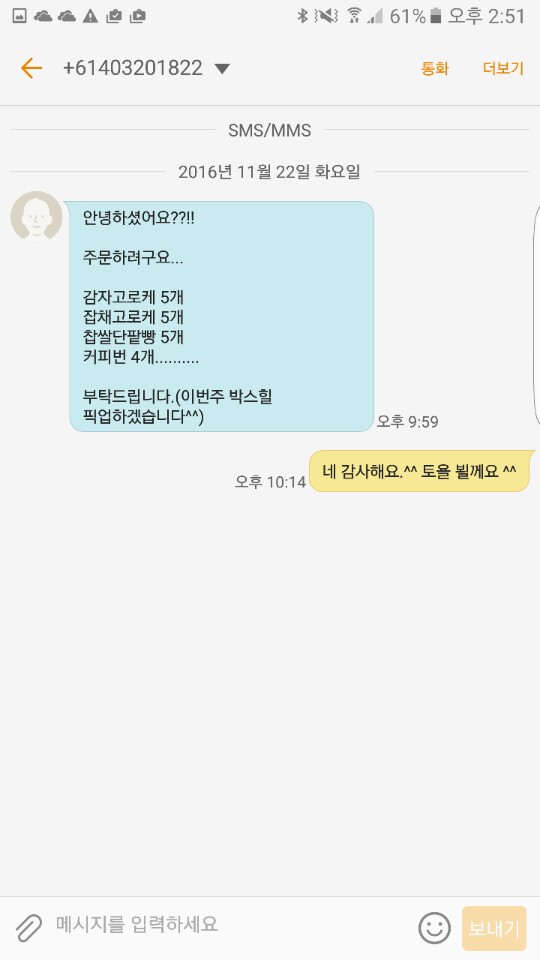 61% 오후 2:51
+61403201822
통화
더보기
SMS/MMS
2016년 11월 22일 화요일
안녕하셨어요??!!
주문하려구요...
감자고로케 5개
잡채고로케 5개
찹쌀단팥빵 5개
커피번 4개..........
부탁드립니다.(이번주 박스힐
픽업하겠습니다^^)
오후 9:59
네 감사해요.^^ 토욜 뵐께요 ^^
오후 10:14
메시지를 입력하세요
보내기